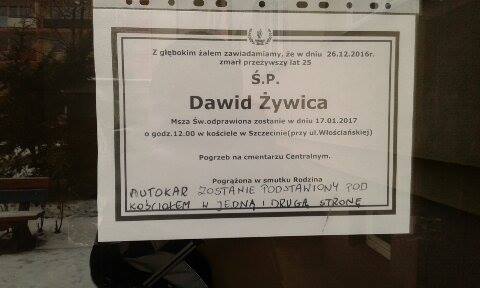 Z głębokim żalem zawiadamiamy, że w dniu 26.12.2016r.
zmarł przeżywszy lat 25
Ś.P.
Dawid Żywica
Msza Św.odprawiona zostanie w dniu 17.01.2017
o godz.12.00 w kościele w Szczecinie(przy ul.Włościańskiej)
Pogrzeb na cmentarzu Centralnym.
Pogrążona w smutku Rodzina
AUTOKAR ZOSTANIE PODSTAWIONY POD
KOŚCIOŁEM W JEDNĄ I DRUGĄ STRONĘ